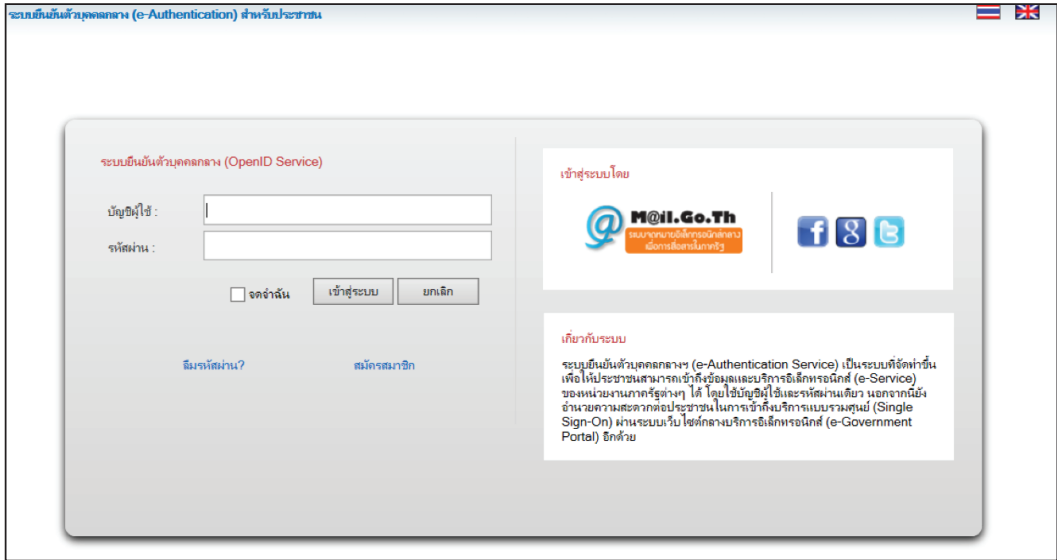 ระบบยืนยันตัวบุคคลกลาง (e-Authentication) สำหรับประชาชน
ระบบยืนยันตัวบุคคลกลาง (OpenID Service)
บัญชีผู้ใช้ :
รหัสผ่าน :
จดจำฉัน
เข้าสู่ระบบ
ยกเลิก
ลืมรหัสผ่าน?
สมัครสมาชิก
เข้าสู่ระบบโดย
@
M@il.Go.Th
ระบบจดหมายอิเล็กทรอนิกส์กลาง
เพื่อการสื่อสารในภาครัฐ
f
8
t
เกี่ยวกับระบบ
ระบบยืนยันตัวบุคคลกลางฯ (e-Authentication Service) เป็นระบบที่จัดทำขึ้น
เพื่อให้ประชาชนสามารถเข้าถึงข้อมูลและบริการอิเล็กทรอนิกส์ (e-Service)
ของหน่วยงานภาครัฐต่างๆ ได้ โดยใช้บัญชีผู้ใช้และรหัสผ่านเดียว นอกจากนี้ยัง
อำนวยความสะดวกต่อประชาชนในการเข้าถึงบริการแบบรวมศูนย์ (Single
Sign-On) ผ่านระบบเว็บไซต์กลางบริการอิเล็กทรอนิกส์ (e-Government
Portal) อีกด้วย